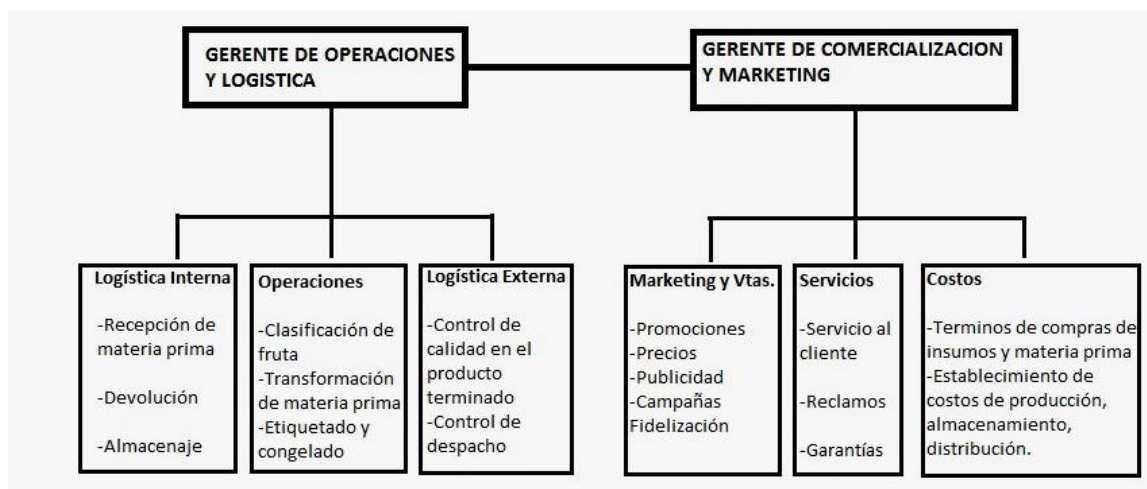 GERENTE DE OPERACIONES
Y LOGISTICA
GERENTE DE COMERCIALIZACION
Y MARKETING
Logística Interna
-Recepción de
materia prima
-Devolución
-Almacenaje
Operaciones
-Clasificación de
fruta
-Transformación
de materia prima
-Etiquetado y
congelado
Logística Externa
-Control de
calidad en el
producto
terminado
-Control de
despacho
Marketing y Vtas.
-Promociones
-Precios
-Publicidad
-Campañas
Fidelización
Servicios
-Servicio al
cliente
-Reclamos
-Garantías
Costos
-Terminos de compras de
insumos y materia prima
-Establecimiento de
costos de producción,
almacenamiento,
distribución.